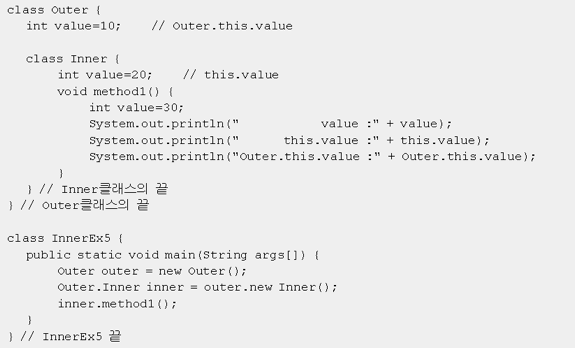 class Outer {
int value=10;    // Outer.this.value
class Inner {
int value=20;    // this.value
void method1() {
int value=30;
System.out.println("            value :" + value);
System.out.println("       this.value :" + this.value);
System.out.println("Outer.this.value :" + Outer.this.value);
}
} // Inner클래스의 끝
} // Outer클래스의 끝
class InnerEx5 {
public static void main(String args[]) {
Outer outer = new Outer();
Outer.Inner inner = outer.new Inner();
inner.method1();
}
} // InnerEx5 끝